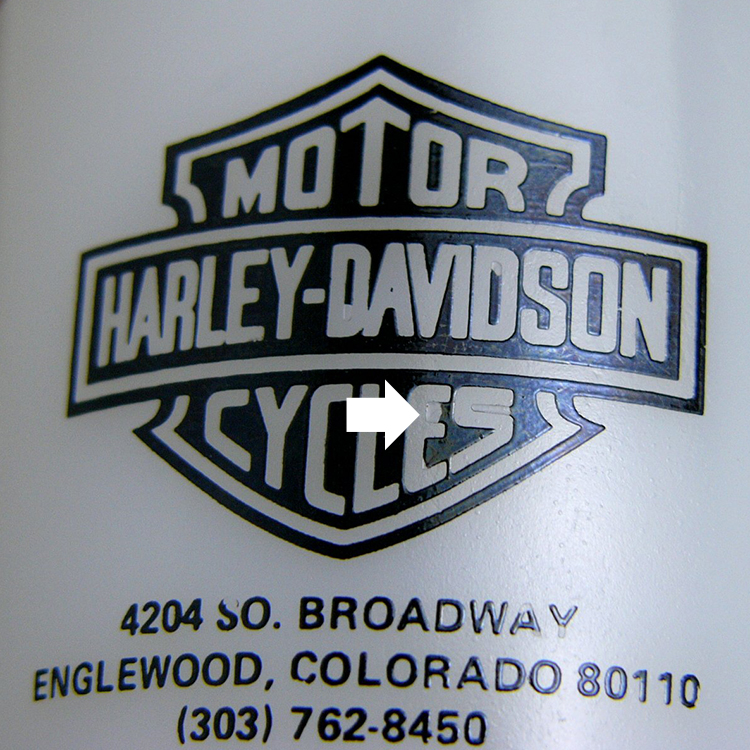 MOTOR
HARLEY-DAVIDSON
CYCLES
4204 SO. BROADWAY
ENGLEWOOD, COLORADO 80110
(303) 762-8450